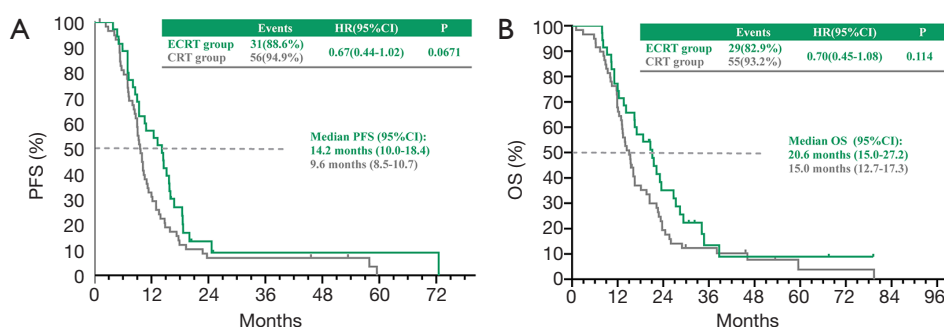 A
Events HR(95%CI) P
ECRT group 31(88.6%)
CRT group 56(94.9%)
0.67(0.44-1.02) 0.0671
100
90
80
70
60
50
40
30
20
10
0
PFS (%)
Median PFS (95%CI):
14.2 months (10.0-18.4)
9.6 months (8.5-10.7)
0 12 24 36 48 60 72
Months
B
Events HR(95%CI) P
ECRT group 29(82.9%)
CRT group 55(93.2%)
0.70(0.45-1.08) 0.114
100
90
80
70
60
50
40
30
20
10
0
OS (%)
Median OS (95%CI):
20.6 months (15.0-27.2)
15.0 months (12.7-17.3)
0 12 24 36 48 60 72 84 96
Months